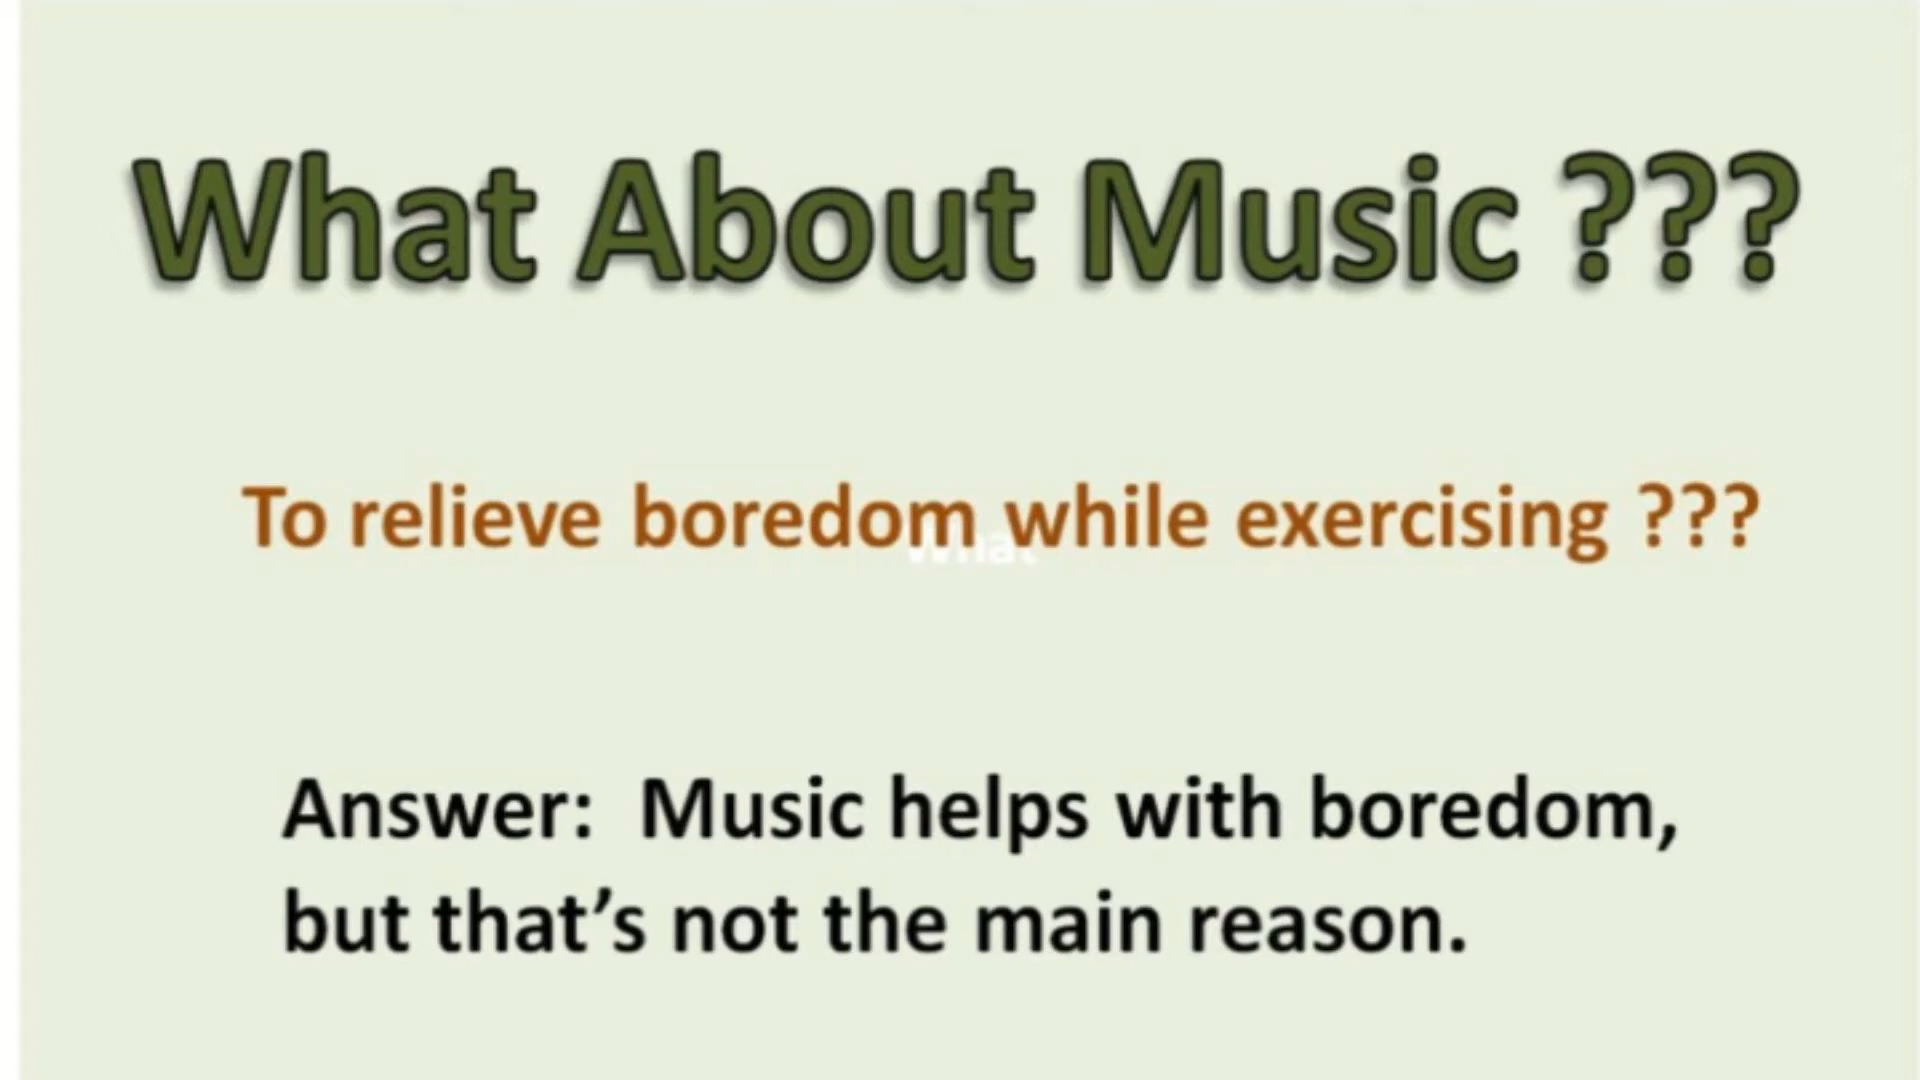 What About Music ???
To relieve boredom while exercising ???
What
Answer:  Music helps with boredom,
but that’s not the main reason.